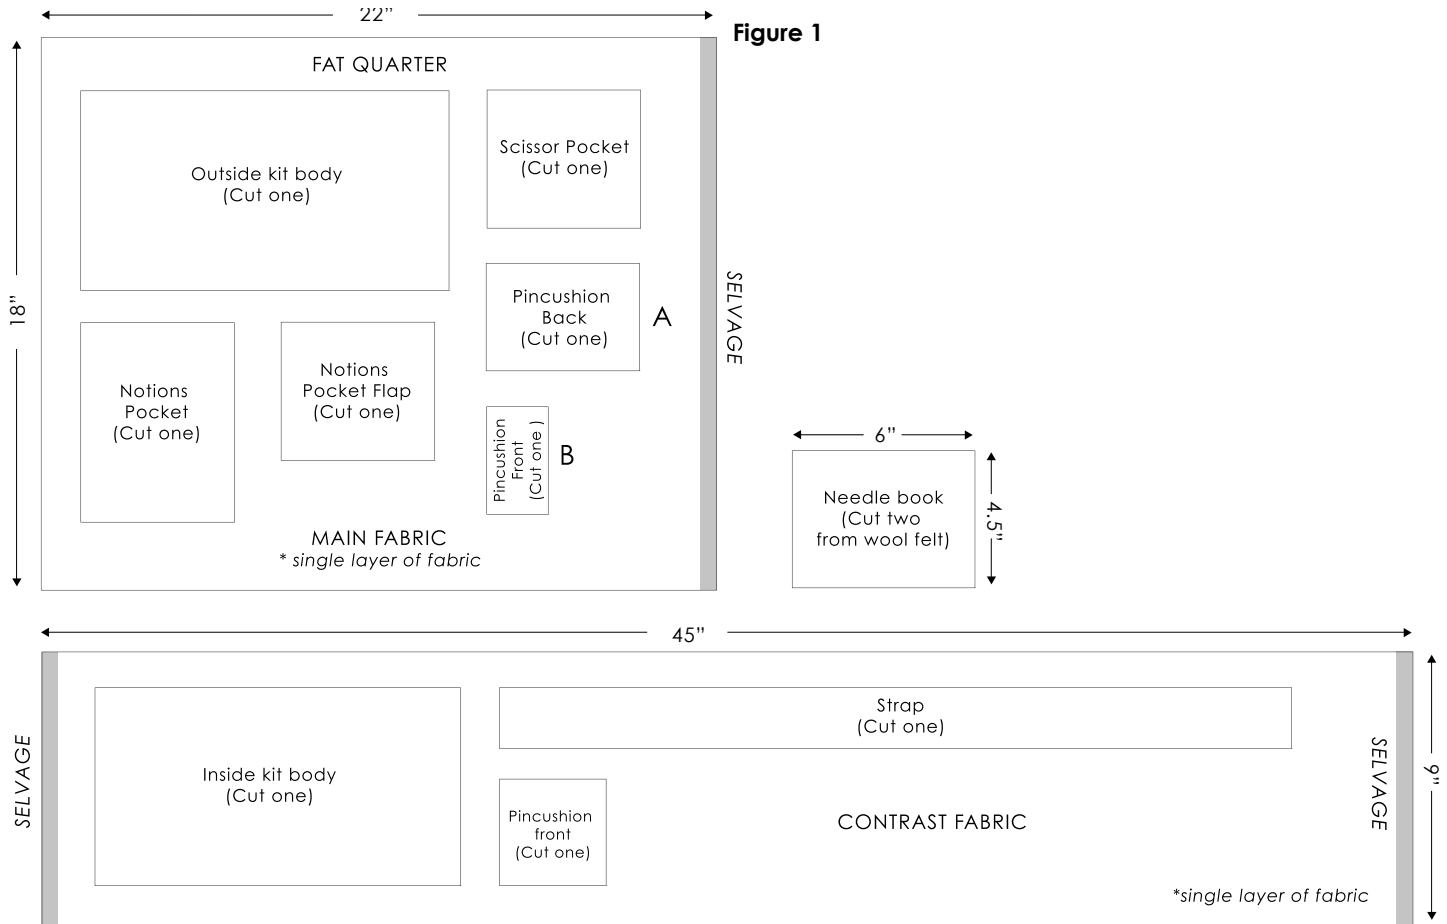 22”
Figure 1
FAT QUARTER
Outside kit body
(Cut one)
Scissor Pocket
(Cut one)
18”
Pincushion
Back
(Cut one)
A
SELVAGE
Notions
Pocket
(Cut one)
Notions
Pocket Flap
(Cut one)
Pincushion
Front
(Cut one )
B
MAIN FABRIC
* single layer of fabric
6”
Needle book
(Cut two
from wool felt)
4.5”
45”
SELVAGE
Inside kit body
(Cut one)
Strap
(Cut one)
Pincushion
front
(Cut one)
CONTRAST FABRIC
SELVAGE
9”
*single layer of fabric